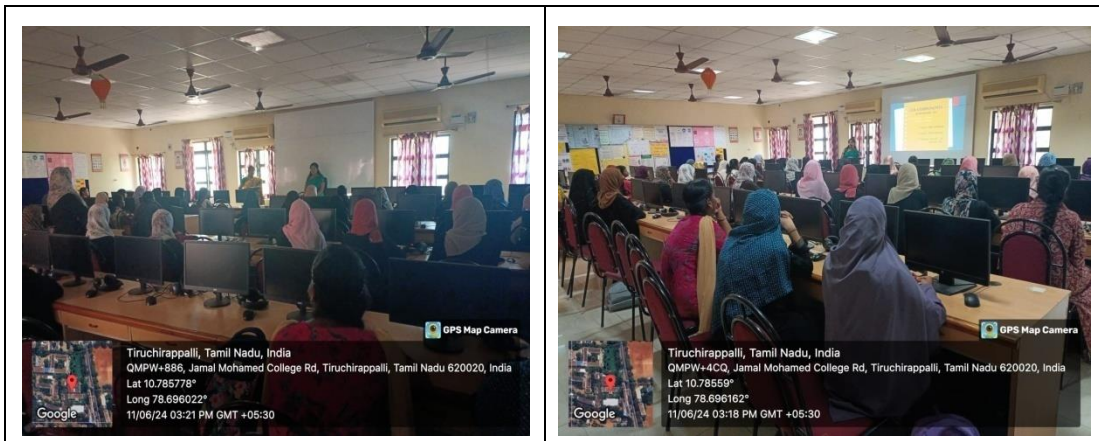 GPS Map Camera
Google
Tiruchirappalli, Tamil Nadu, India
QMPW+886, Jamal Mohamed College Rd, Tiruchirappalli, Tamil Nadu 620020, India
Lat 10.785778°
Long 78.696022°
11/06/24 03:21 PM GMT +05:30
GPS Map Camera
Google
Tiruchirappalli, Tamil Nadu, India
QMPW+4CQ, Jamal Mohamed College Rd, Tiruchirappalli, Tamil Nadu 620020, India
Lat 10.78559°
Long 78.696162°
11/06/24 03:18 PM GMT +05:30